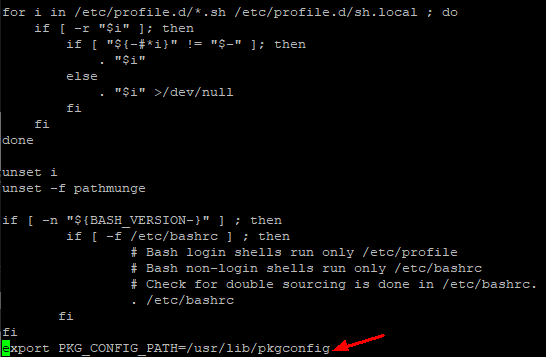 for i in /etc/profile.d/*.sh /etc/profile.d/sh.local ; do
    if [ -r "$i" ]; then
        if [ "${-#*i}" != "$-" ]; then
            . "$i"
        else
            . "$i" >/dev/null
        fi
    fi
done

unset i
unset -f pathmunge

if [ -n "${BASH_VERSION-}" ] ; then
        if [ -f /etc/bashrc ] ; then
                # Bash login shells run only /etc/profile
                # Bash non-login shells run only /etc/bashrc
                # Check for double sourcing is done in /etc/bashrc.
                . /etc/bashrc
       fi
fi
export PKG_CONFIG_PATH=/usr/lib/pkgconfig